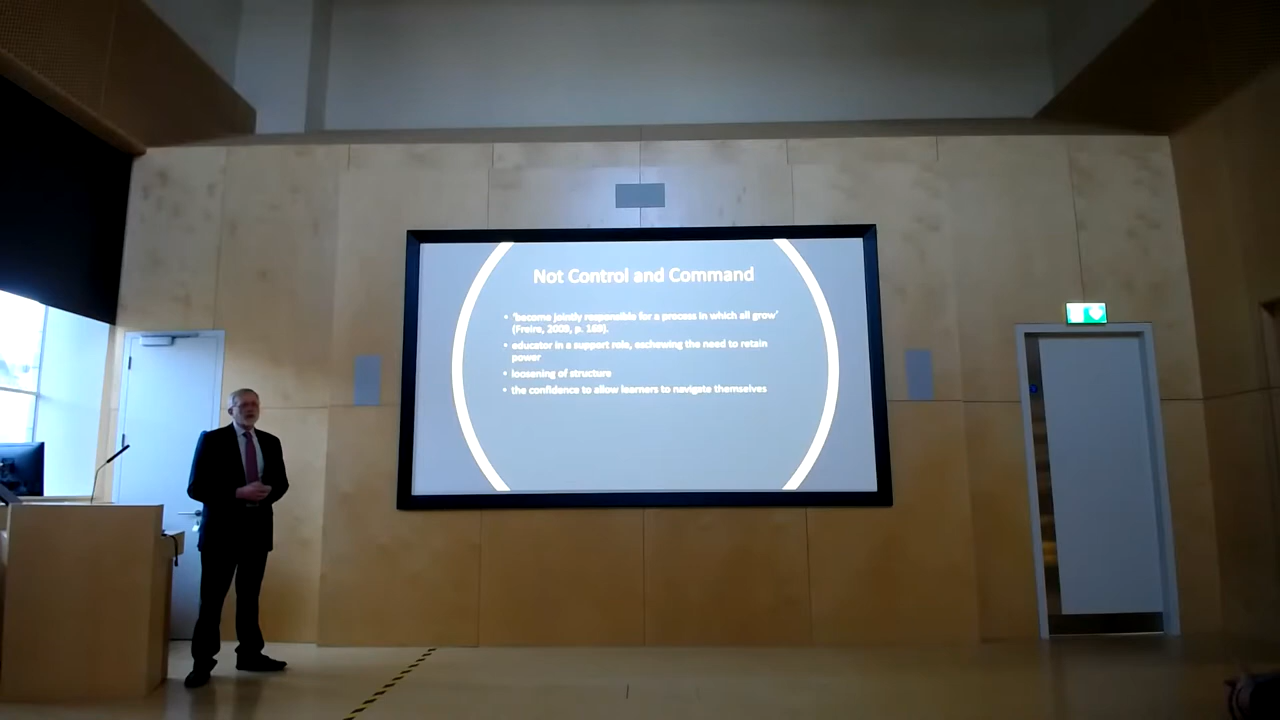 Not Control and Command
• 'become jointly responsible for a process in which all grow'
(Freire, 2009, p. 169).
• educator in a support role, eschewing the need to retain
power
• loosening of structure
• the confidence to allow learners to navigate themselves